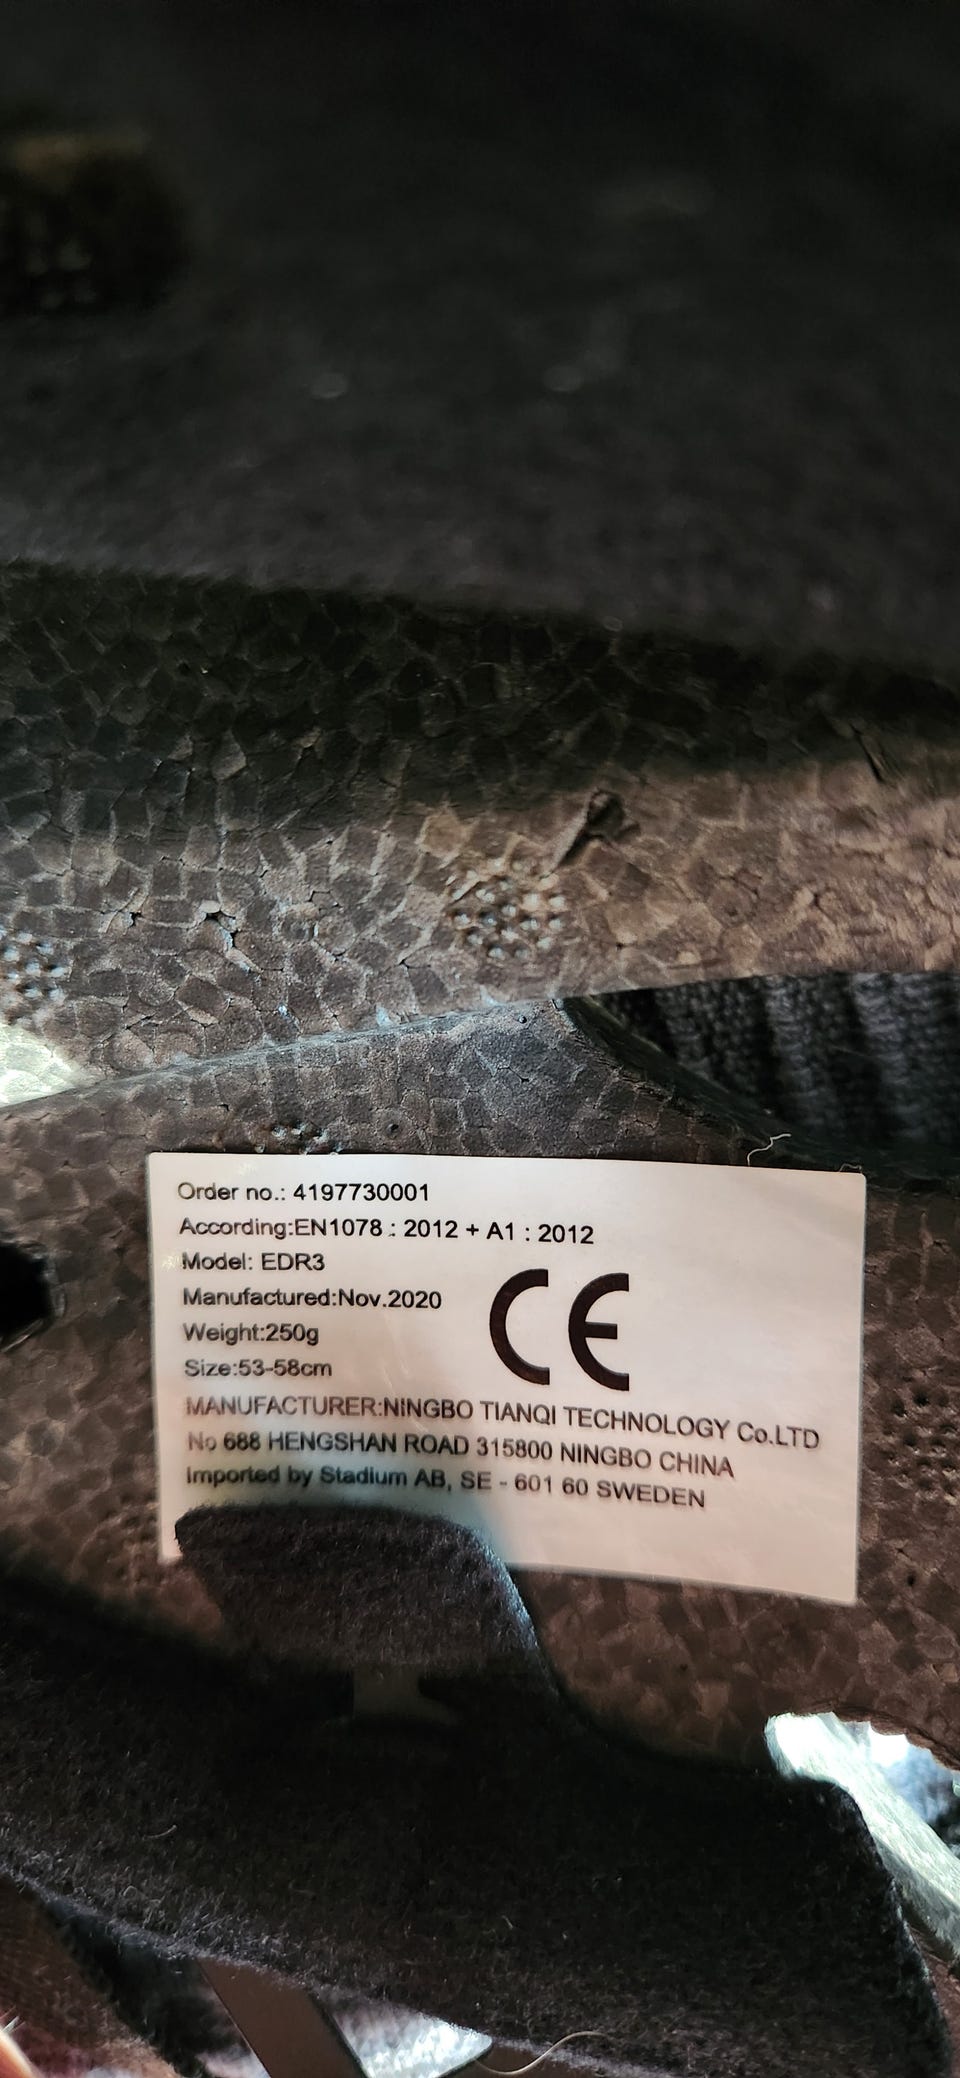 Order no.: 4197730001
According:EN1078 : 2012 + A1 : 2012
Model: EDR3
Manufactured:Nov.2020
CE
Weight:250g
Size:53-58cm
MANUFACTURER:NINGBO TIANQI TECHNOLOGY Co.LTD
No 688 HENGSHAN ROAD 315800 NINGBO CHINA
Imported by Stadium AB, SE - 601 60 SWEDEN